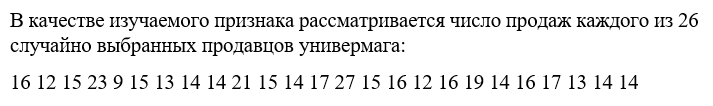 В качестве изучаемого признака рассматривается число продаж каждого из 26
случайно выбранных продавцов универмага:
16 12 15 23 9 15 13 14 14 21 15 14 17 27 15 16 12 16 19 14 16 17 13 14 14